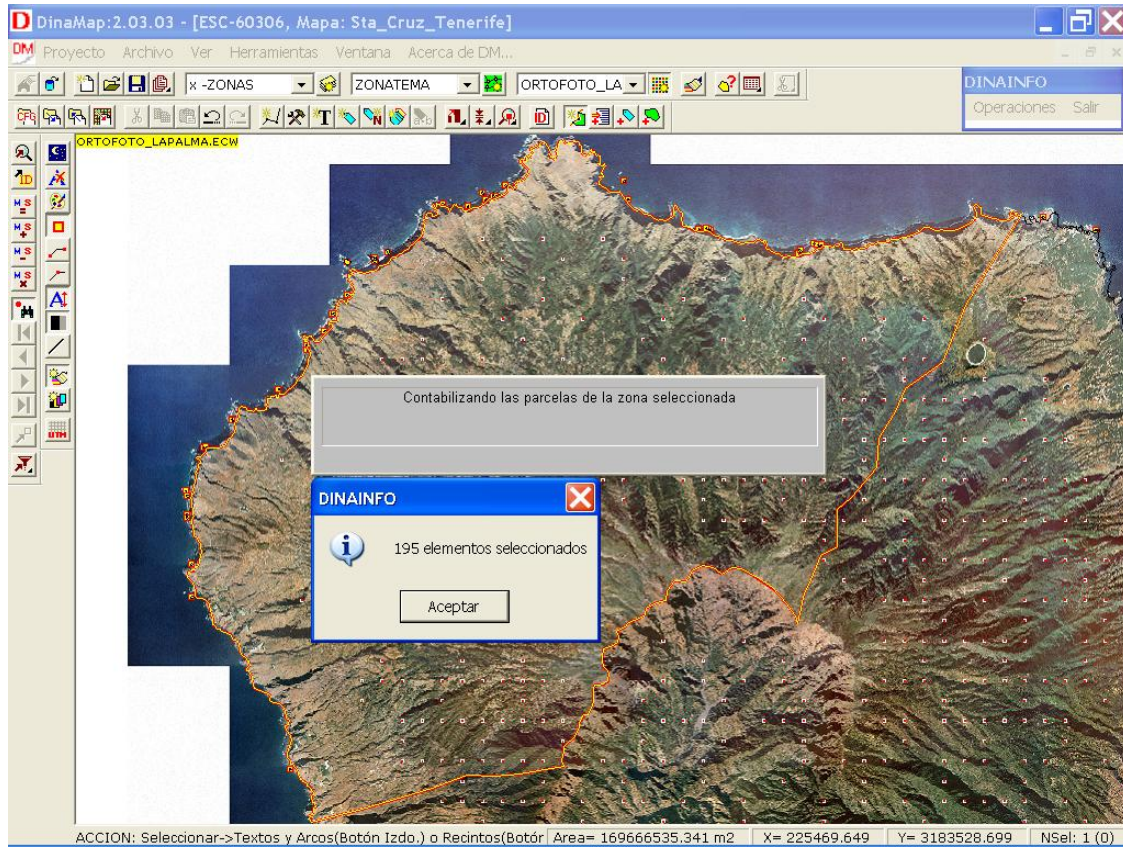 DinaMap:2.03.03 - [ESC-60306, Mapa: Sta_Cruz_Tenerife]
Proyecto Archivo Ver Herramientas Ventana Acerca de DM...
x -ZONAS ZONATEMA ORTOFOTO_LA
DINAINFO
Operaciones Salir
ORTOFOTO_LAPALMA.ECW
Contabilizando las parcelas de la zona seleccionada
DINAINFO
195 elementos seleccionados
Aceptar
ACCION: Seleccionar->Textos y Arcos(Botón Izdo.) o Recintos(Botór Area= 169666535.341 m2 X= 225469.649 Y= 3183528.699 NSel: 1 (0)